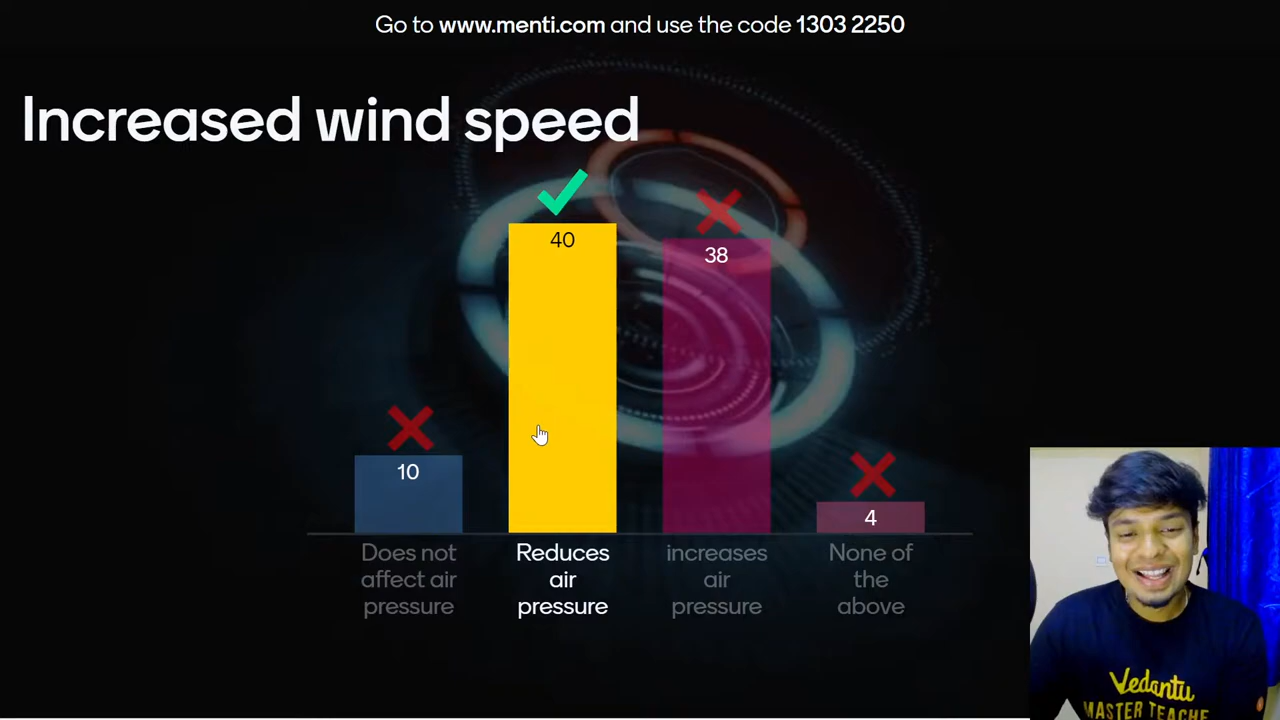 Go to www.menti.com and use the code 1303 2250
Increased wind speed
40
38
10
4
Does not
affect air
pressure
Reduces
air
pressure
increases
air
pressure
None of
the
above
Vedantu
MASTER TEACHE